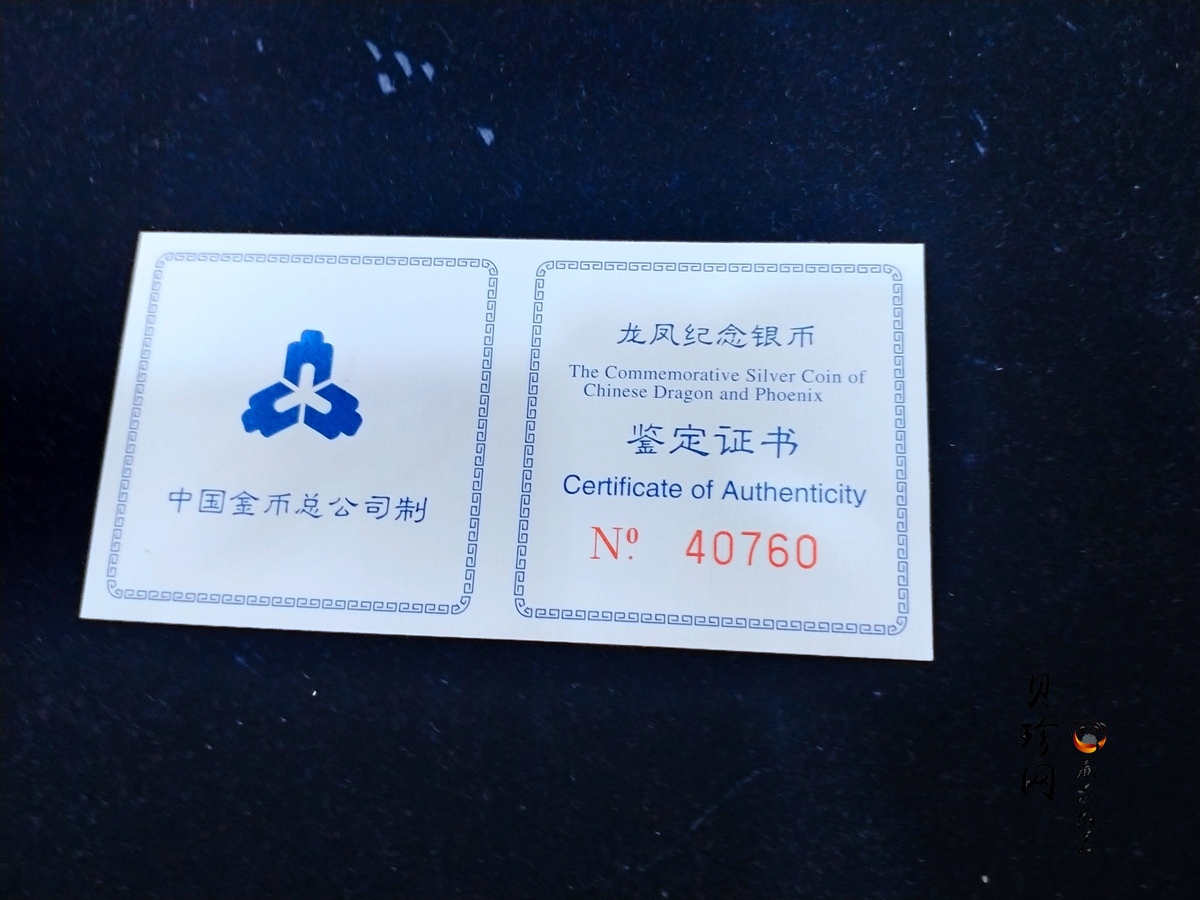 中国金币总公司制
龙凤纪念银币
The Commemorative Silver Coin of
Chinese Dragon and Phoenix
鉴定证书
Certificate of Authenticity
Nº 40760
贝珍网